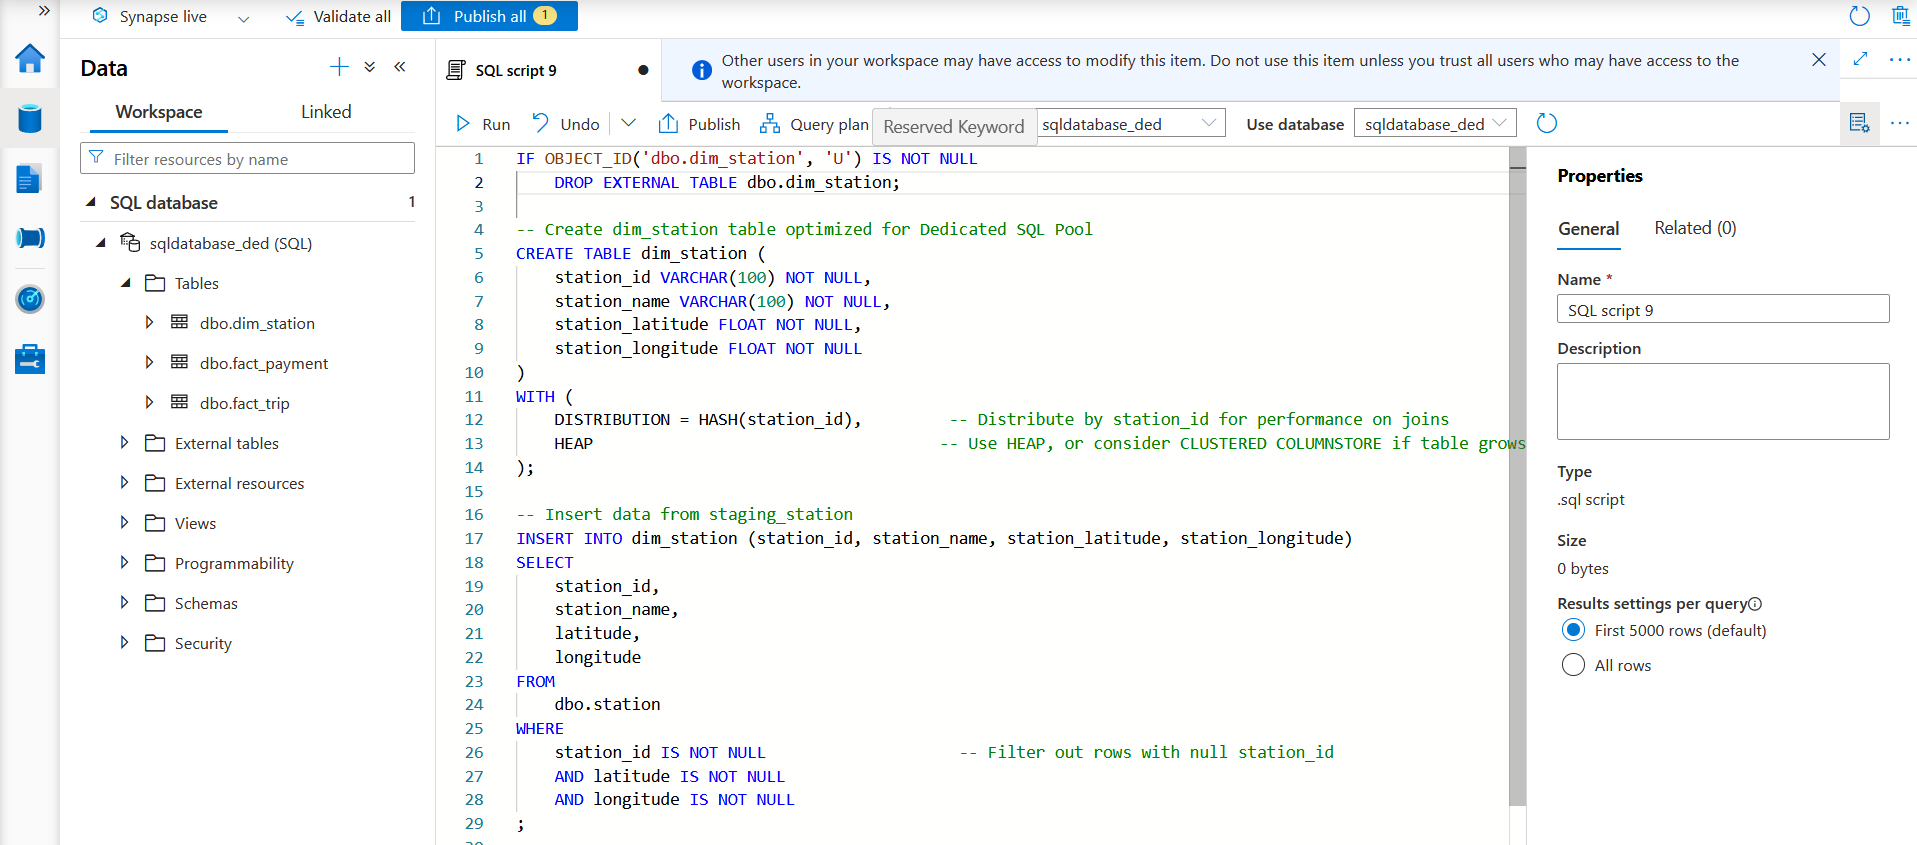 Synapse live
Validate all
Publish all 1
Data
Workspace
Linked
Filter resources by name
SQL database 1
sqldatabase_ded (SQL)
Tables
dbo.dim_station
dbo.fact_payment
dbo.fact_trip
External tables
External resources
Views
Programmability
Schemas
Security
SQL script 9
Other users in your workspace may have access to modify this item. Do not use this item unless you trust all users who may have access to the
workspace.
Run
Undo
Publish
Query plan
Reserved Keyword
sqldatabase_ded
Use database
sqldatabase_ded
1 IF OBJECT_ID('dbo.dim_station', 'U') IS NOT NULL
2 DROP EXTERNAL TABLE dbo.dim_station;
3
4 -- Create dim_station table optimized for Dedicated SQL Pool
5 CREATE TABLE dim_station (
6 station_id VARCHAR(100) NOT NULL,
7 station_name VARCHAR(100) NOT NULL,
8 station_latitude FLOAT NOT NULL,
9 station_longitude FLOAT NOT NULL
10 )
11 WITH (
12 DISTRIBUTION = HASH(station_id), -- Distribute by station_id for performance on joins
13 HEAP -- Use HEAP, or consider CLUSTERED COLUMNSTORE if table grows
14 );
15
16 -- Insert data from staging_station
17 INSERT INTO dim_station (station_id, station_name, station_latitude, station_longitude)
18 SELECT
19 station_id,
20 station_name,
21 latitude,
22 longitude
23 FROM
24 dbo.station
25 WHERE
26 station_id IS NOT NULL -- Filter out rows with null station_id
27 AND latitude IS NOT NULL
28 AND longitude IS NOT NULL
29 ;
Properties
General
Related (0)
Name *
SQL script 9
Description
Type
.sql script
Size
0 bytes
Results settings per query
First 5000 rows (default)
All rows